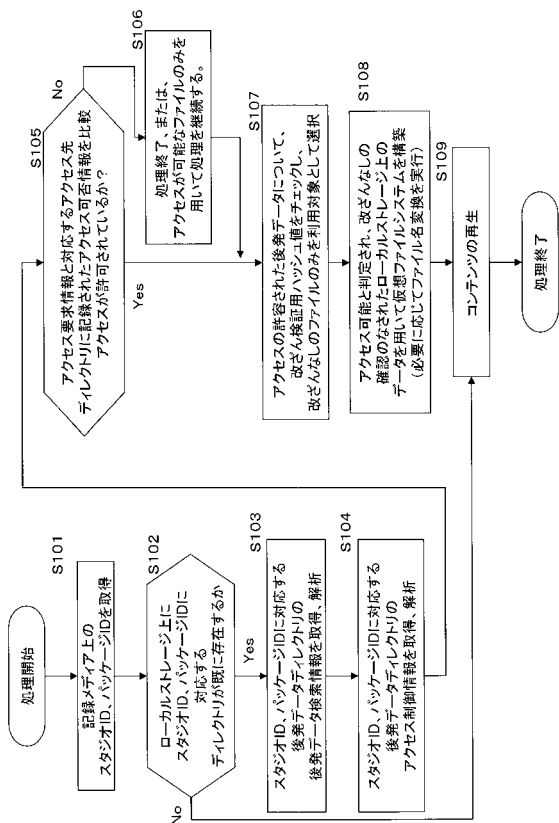 処理開始
S101
記録メディア上の
スタジオID、パッケージIDを取得
S102
ローカルストレージ上に
スタジオID、パッケージIDに
対応する
ディレクトリが既に存在するか
No
Yes
S103
スタジオID、パッケージIDに対応する
後発データディレクトリの
後発データ検索情報を取得、解析
S104
スタジオID、パッケージIDに対応する
後発データディレクトリの
アクセス制御情報を取得、解析
S105
アクセス要求情報と対応するアクセス先
ディレクトリに記録されたアクセス可否情報を比較
アクセスが許可されているか？
No
Yes
S106
処理終了、または、
アクセスが可能なファイルのみを
用いて処理を継続する。
S107
アクセスの許容された後発データについて、
改ざん検証用ハッシュ値をチェックし、
改ざんなしのファイルのみを利用対象として選択
S108
アクセス可能と判定され、改ざんなしの
確認のなされたローカルストレージ上の
データを用いて仮想ファイルシステムを構築
（必要に応じてファイル名変換を実行）
S109
コンテンツの再生
処理終了